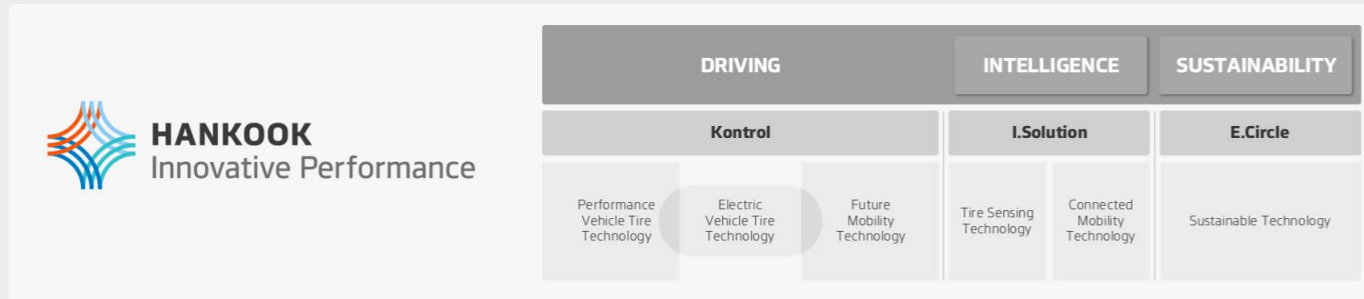 HANKOOK
Innovative Performance
DRIVING
INTELLIGENCE
SUSTAINABILITY
Kontrol
I.Solution
E.Circle
Performance
Vehicle Tire
Technology
Electric
Vehicle Tire
Technology
Future
Mobility
Technology
Tire Sensing
Technology
Connected
Mobility
Technology
Sustainable Technology